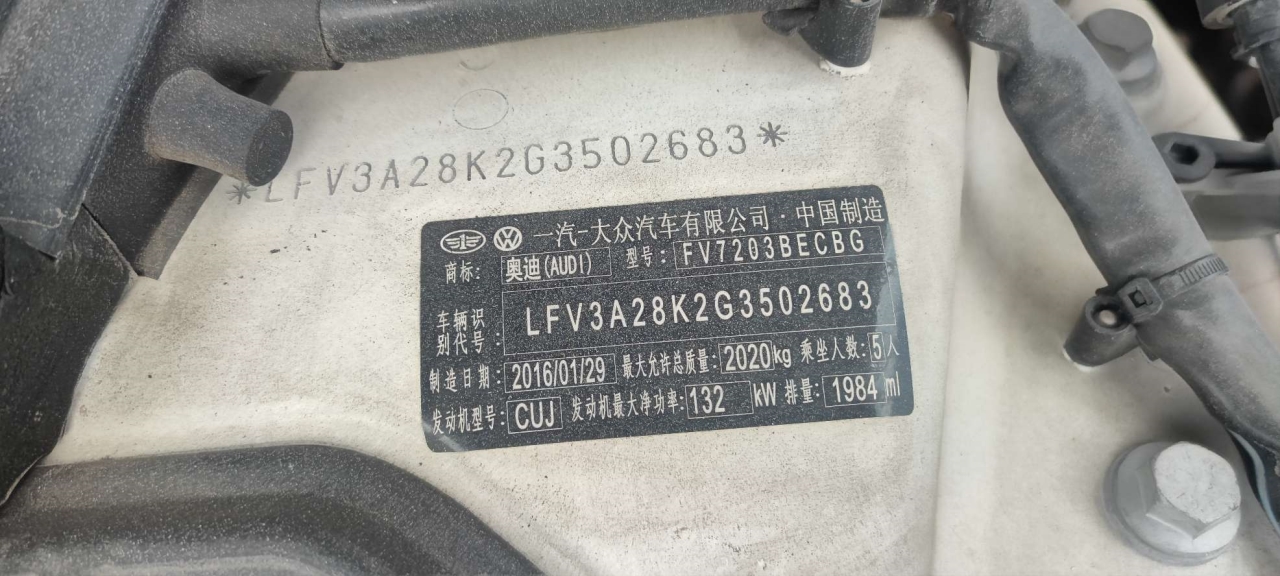 *LFV3A28K2G3502683*
一汽-大众汽车有限公司·中国制造
商标: 奥迪(AUDI) 型号: FV7203BECBG
车辆识别代号: LFV3A28K2G3502683
制造日期: 2016/01/29 最大允许总质量: 2020kg 乘坐人数: 5人
发动机型号: CUJ 发动机最大净功率: 132 kW 排量: 1984 ml